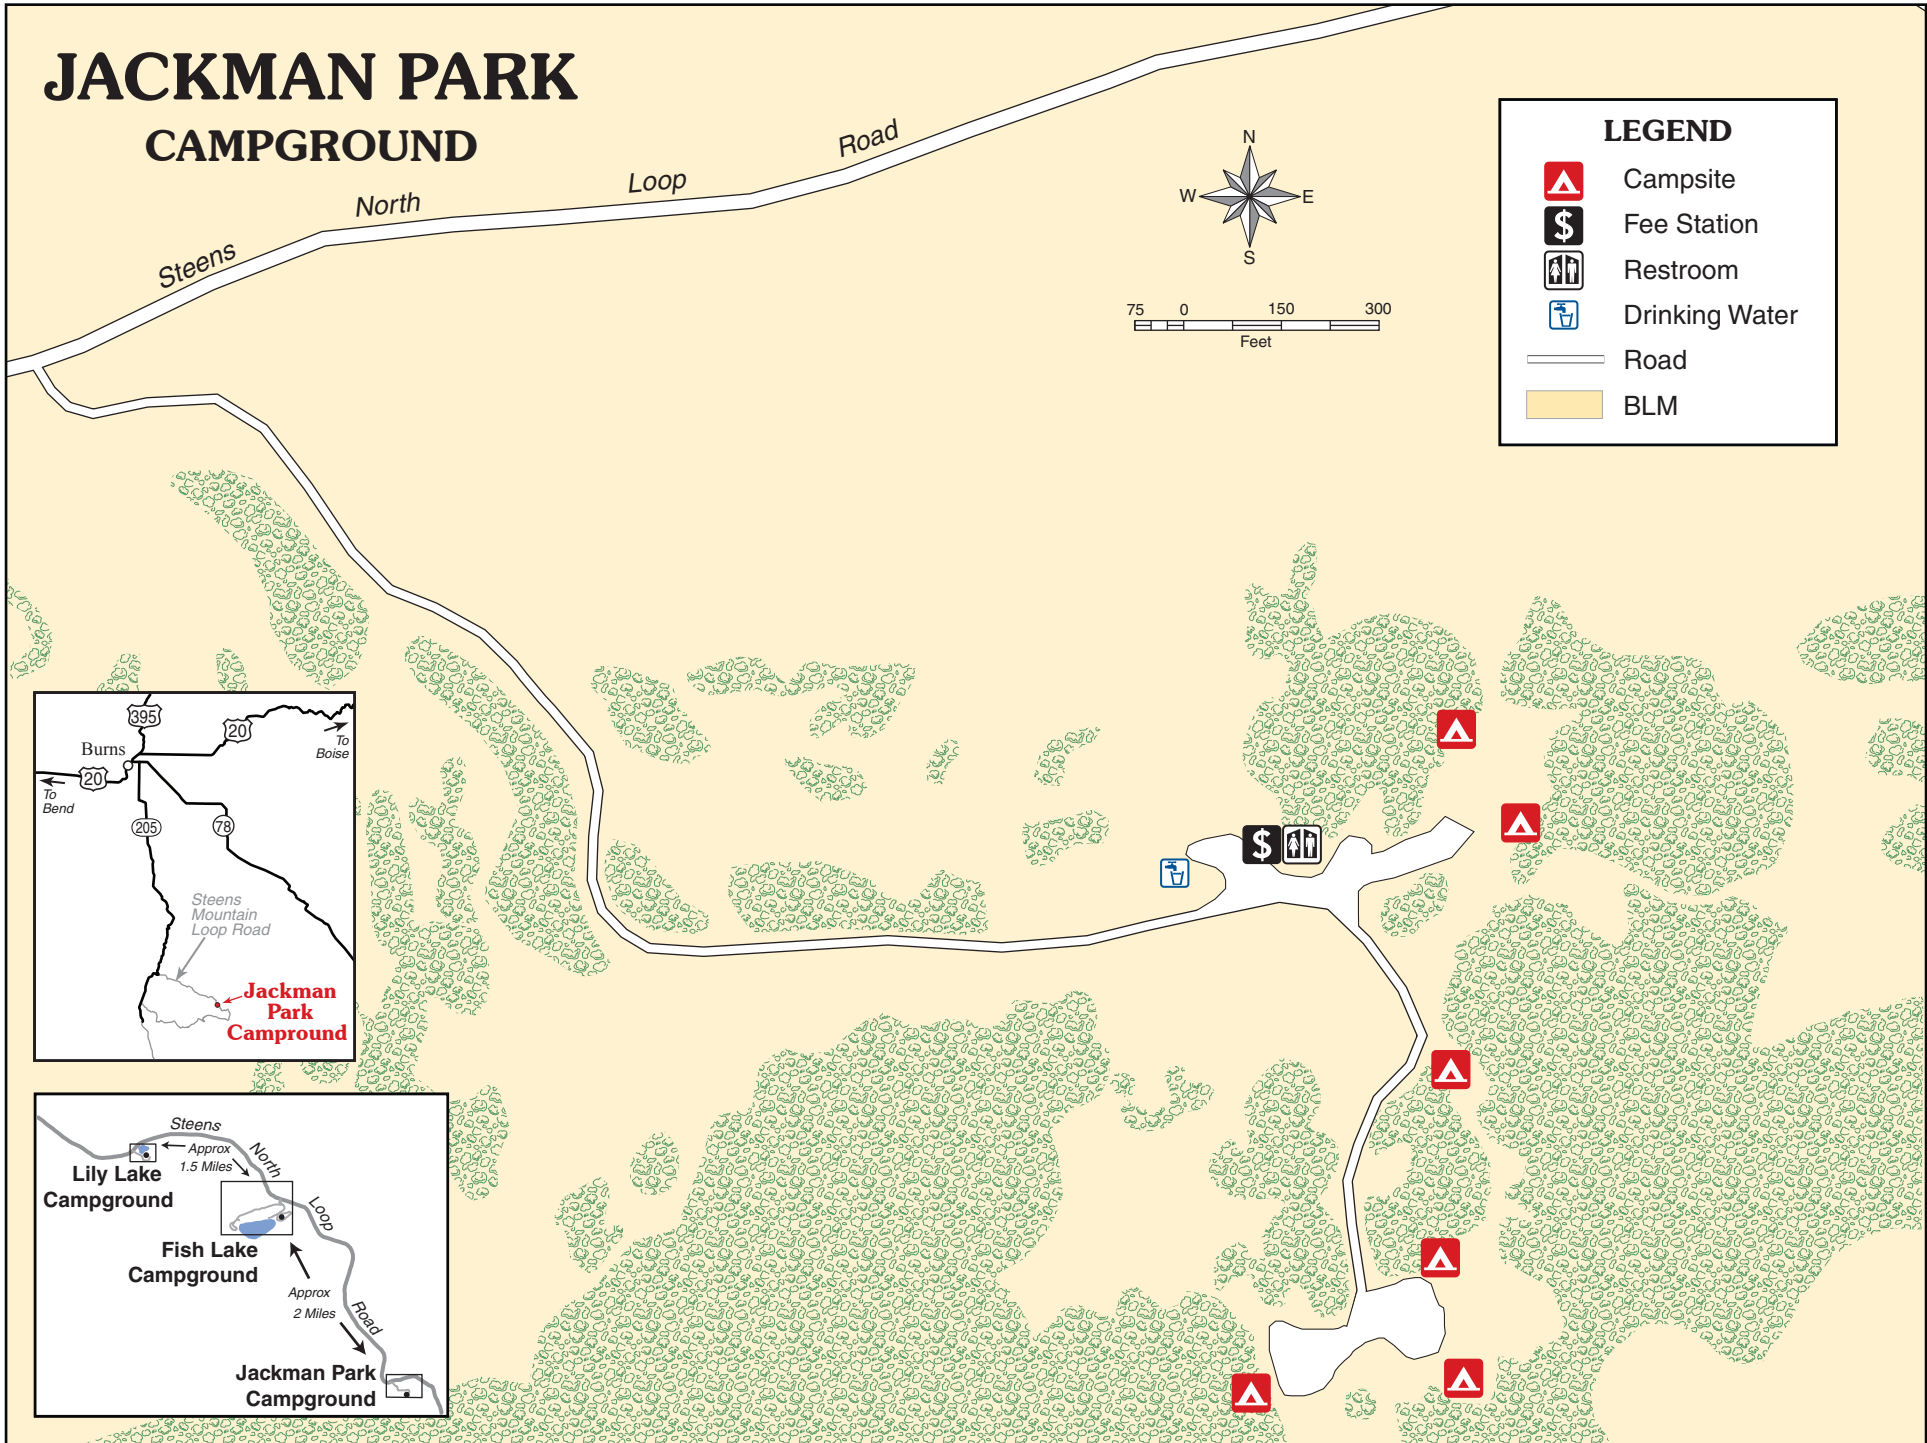 JACKMAN PARK
CAMPGROUND
Steens North Loop Road
N
W E
S
75 0 150 300
Feet
LEGEND
Campsite
$ Fee Station
Restroom
Drinking Water
Road
BLM
$
395
20
To
Boise
Burns
20
To
Bend
205
78
Steens
Mountain
Loop Road
Jackman
Park
Camground
Steens
North
Loop
Road
Approx
1.5 Miles
Lily Lake
Campground
Fish Lake
Campground
Approx
2 Miles
Jackman Park
Campground